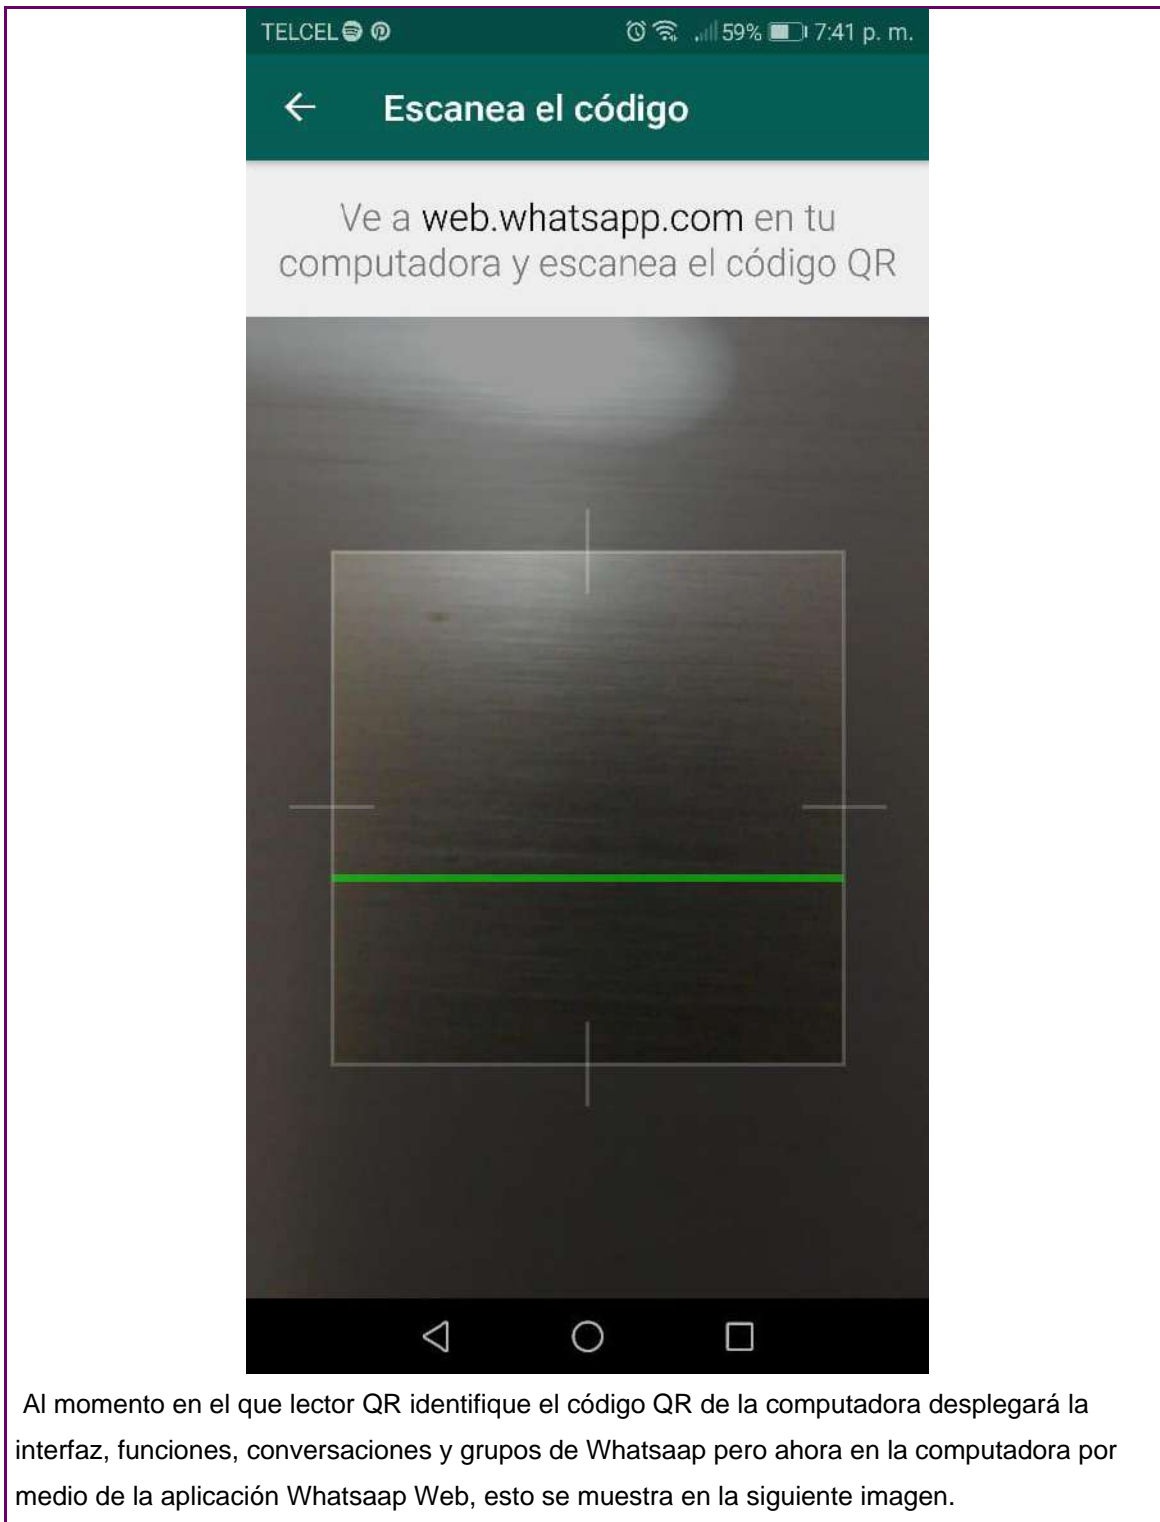 TELCEL 59% 7:41 p. m.
Escanea el código
Ve a web.whatsapp.com en tu
computadora y escanea el código QR
Al momento en el que lector QR identifique el código QR de la computadora desplegará la
interfaz, funciones, conversaciones y grupos de Whatsaap pero ahora en la computadora por
medio de la aplicación Whatsaap Web, esto se muestra en la siguiente imagen.